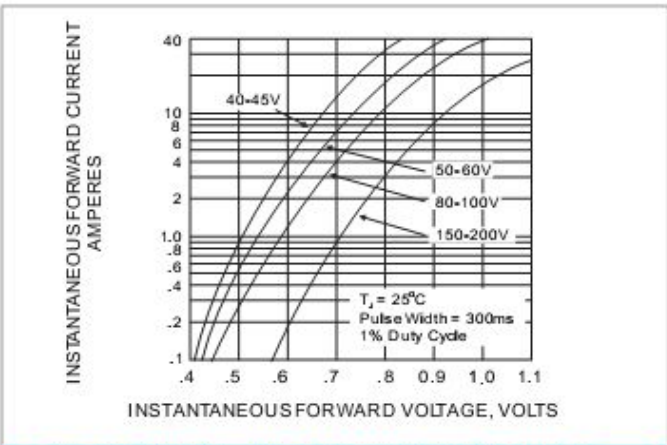 INSTANTANEOUS FORWARD CURRENT
AMPERES
40
10
8
6
4
2
1.0
.8
.6
.4
.2
.1
40-45V
50-60V
80-100V
150-200V
TJ = 25°C
Pulse Width = 300ms
1% Duty Cycle
.4 .5 .6 .7 .8 0.9 1.0 1.1
INSTANTANEOUS FORWARD VOLTAGE, VOLTS